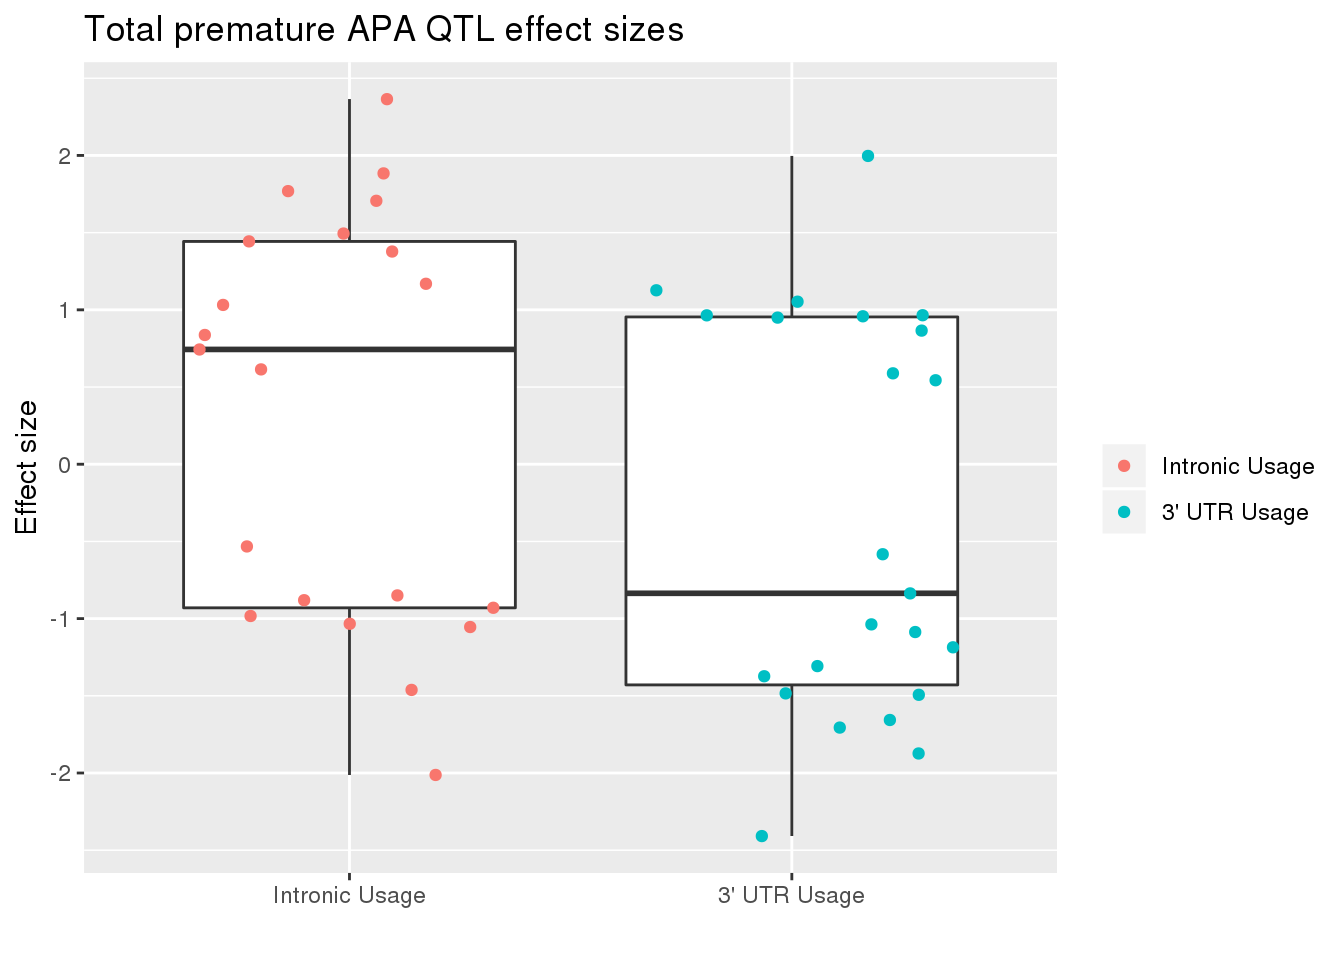 Total premature APA QTL effect sizes
Effect size
2
1
0
-1
-2
Intronic Usage
3' UTR Usage
Intronic Usage
3' UTR Usage